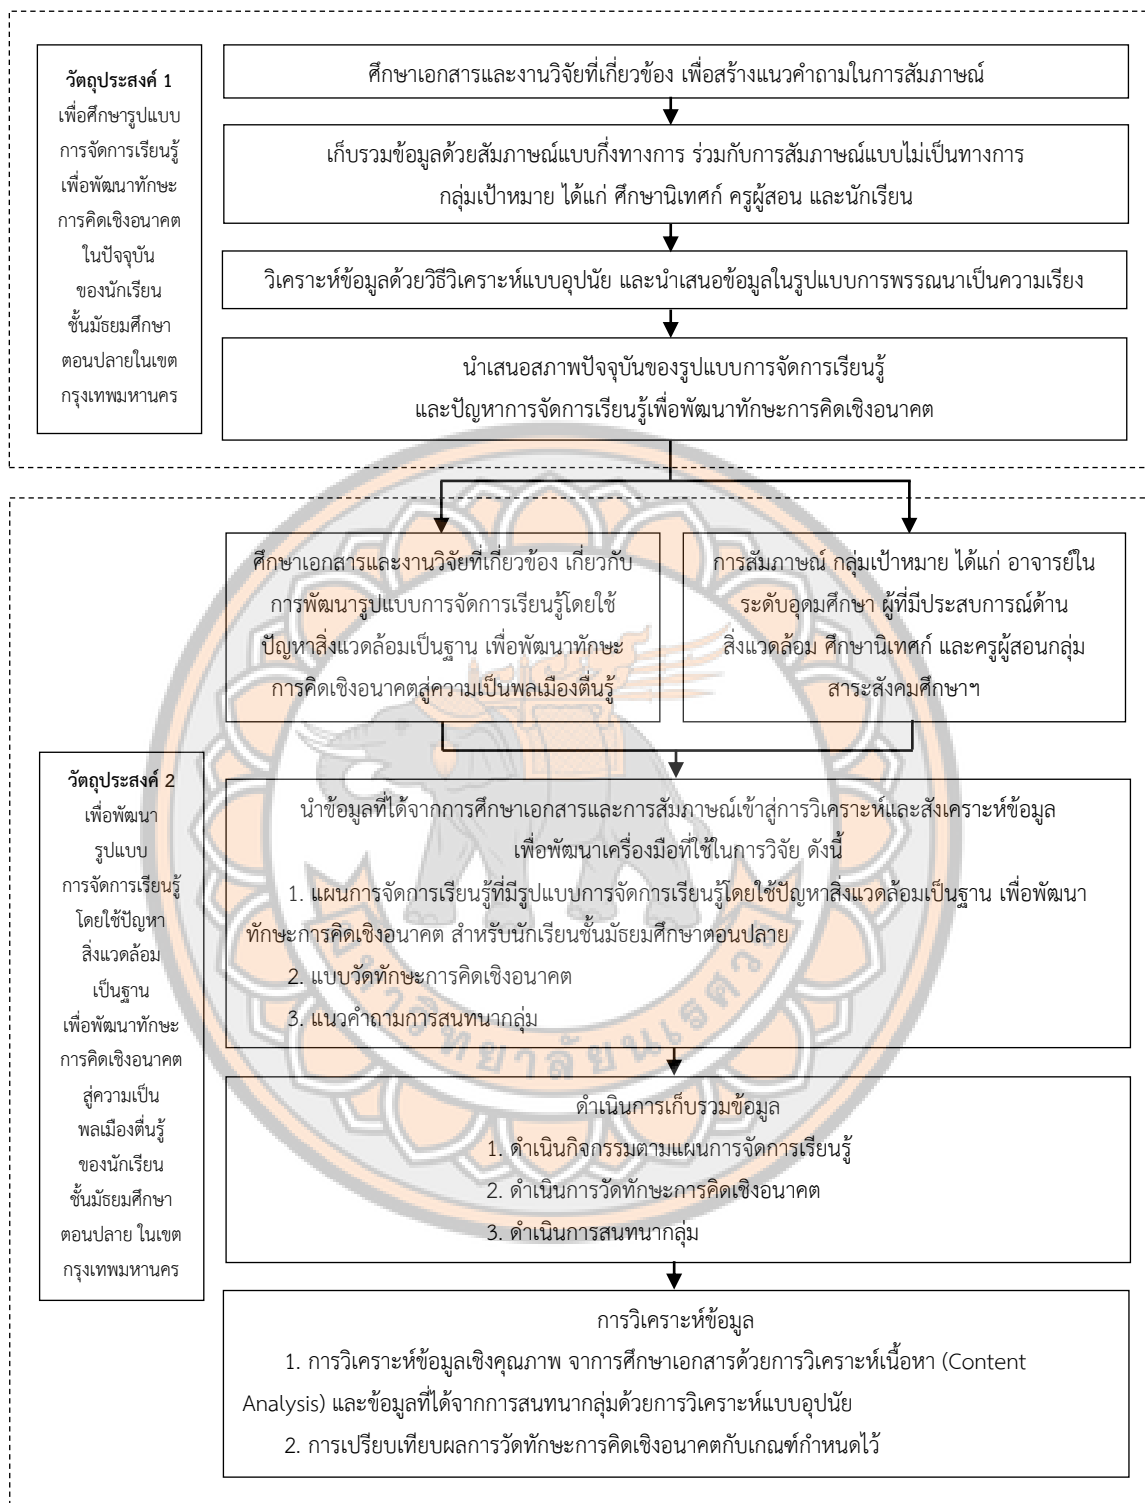 วัตถุประสงค์ 1
เพื่อศึกษารูปแบบ
การจัดการเรียนรู้
เพื่อพัฒนาทักษะ
การคิดเชิงอนาคต
ในปัจจุบัน
ของนักเรียน
ชั้นมัธยมศึกษา
ตอนปลายในเขต
กรุงเทพมหานคร
ศึกษาเอกสารและงานวิจัยที่เกี่ยวข้อง เพื่อสร้างแนวคำถามในการสัมภาษณ์
เก็บรวมข้อมูลด้วยสัมภาษณ์แบบกึ่งทางการ ร่วมกับการสัมภาษณ์แบบไม่เป็นทางการ
กลุ่มเป้าหมาย ได้แก่ ศึกษานิเทศก์ ครูผู้สอน และนักเรียน
วิเคราะห์ข้อมูลด้วยวิธีวิเคราะห์แบบอุปนัย และนำเสนอข้อมูลในรูปแบบการพรรณนาเป็นความเรียง
นำเสนอสภาพปัจจุบันของรูปแบบการจัดการเรียนรู้
และปัญหาการจัดการเรียนรู้เพื่อพัฒนาทักษะการคิดเชิงอนาคต
ศึกษาเอกสารและงานวิจัยที่เกี่ยวข้อง เกี่ยวกับ
การพัฒนารูปแบบการจัดการเรียนรู้โดยใช้
ปัญหาสิ่งแวดล้อมเป็นฐาน เพื่อพัฒนาทักษะ
การคิดเชิงอนาคตสู่ความเป็นพลเมืองตื่นรู้
การสัมภาษณ์ กลุ่มเป้าหมาย ได้แก่ อาจารย์ใน
ระดับอุดมศึกษา ผู้ที่มีประสบการณ์ด้าน
สิ่งแวดล้อม ศึกษานิเทศก์ และครูผู้สอนกลุ่ม
สาระสังคมศึกษาฯ
วัตถุประสงค์ 2
เพื่อพัฒนา
รูปแบบ
การจัดการเรียนรู้
โดยใช้ปัญหา
สิ่งแวดล้อม
เป็นฐาน
เพื่อพัฒนาทักษะ
การคิดเชิงอนาคต
สู่ความเป็น
พลเมืองตื่นรู้
ของนักเรียน
ชั้นมัธยมศึกษา
ตอนปลาย ในเขต
กรุงเทพมหานคร
นำข้อมูลที่ได้จากการศึกษาเอกสารและการสัมภาษณ์เข้าสู่การวิเคราะห์และสังเคราะห์ข้อมูล
เพื่อพัฒนาเครื่องมือที่ใช้ในการวิจัย ดังนี้
1. แผนการจัดการเรียนรู้ที่มีรูปแบบการจัดการเรียนรู้โดยใช้ปัญหาสิ่งแวดล้อมเป็นฐาน เพื่อพัฒนา
ทักษะการคิดเชิงอนาคต สำหรับนักเรียนชั้นมัธยมศึกษาตอนปลาย
2. แบบวัดทักษะการคิดเชิงอนาคต
3. แนวคำถามการสนทนากลุ่ม
มหาวิทยาลัยนเรศวร
ดำเนินการเก็บรวมข้อมูล
1. ดำเนินกิจกรรมตามแผนการจัดการเรียนรู้
2. ดำเนินการวัดทักษะการคิดเชิงอนาคต
3. ดำเนินการสนทนากลุ่ม
การวิเคราะห์ข้อมูล
1. การวิเคราะห์ข้อมูลเชิงคุณภาพ จาการศึกษาเอกสารด้วยการวิเคราะห์เนื้อหา (Content
Analysis) และข้อมูลที่ได้จากการสนทนากลุ่มด้วยการวิเคราะห์แบบอุปนัย
2. การเปรียบเทียบผลการวัดทักษะการคิดเชิงอนาคตกับเกณฑ์กำหนดไว้